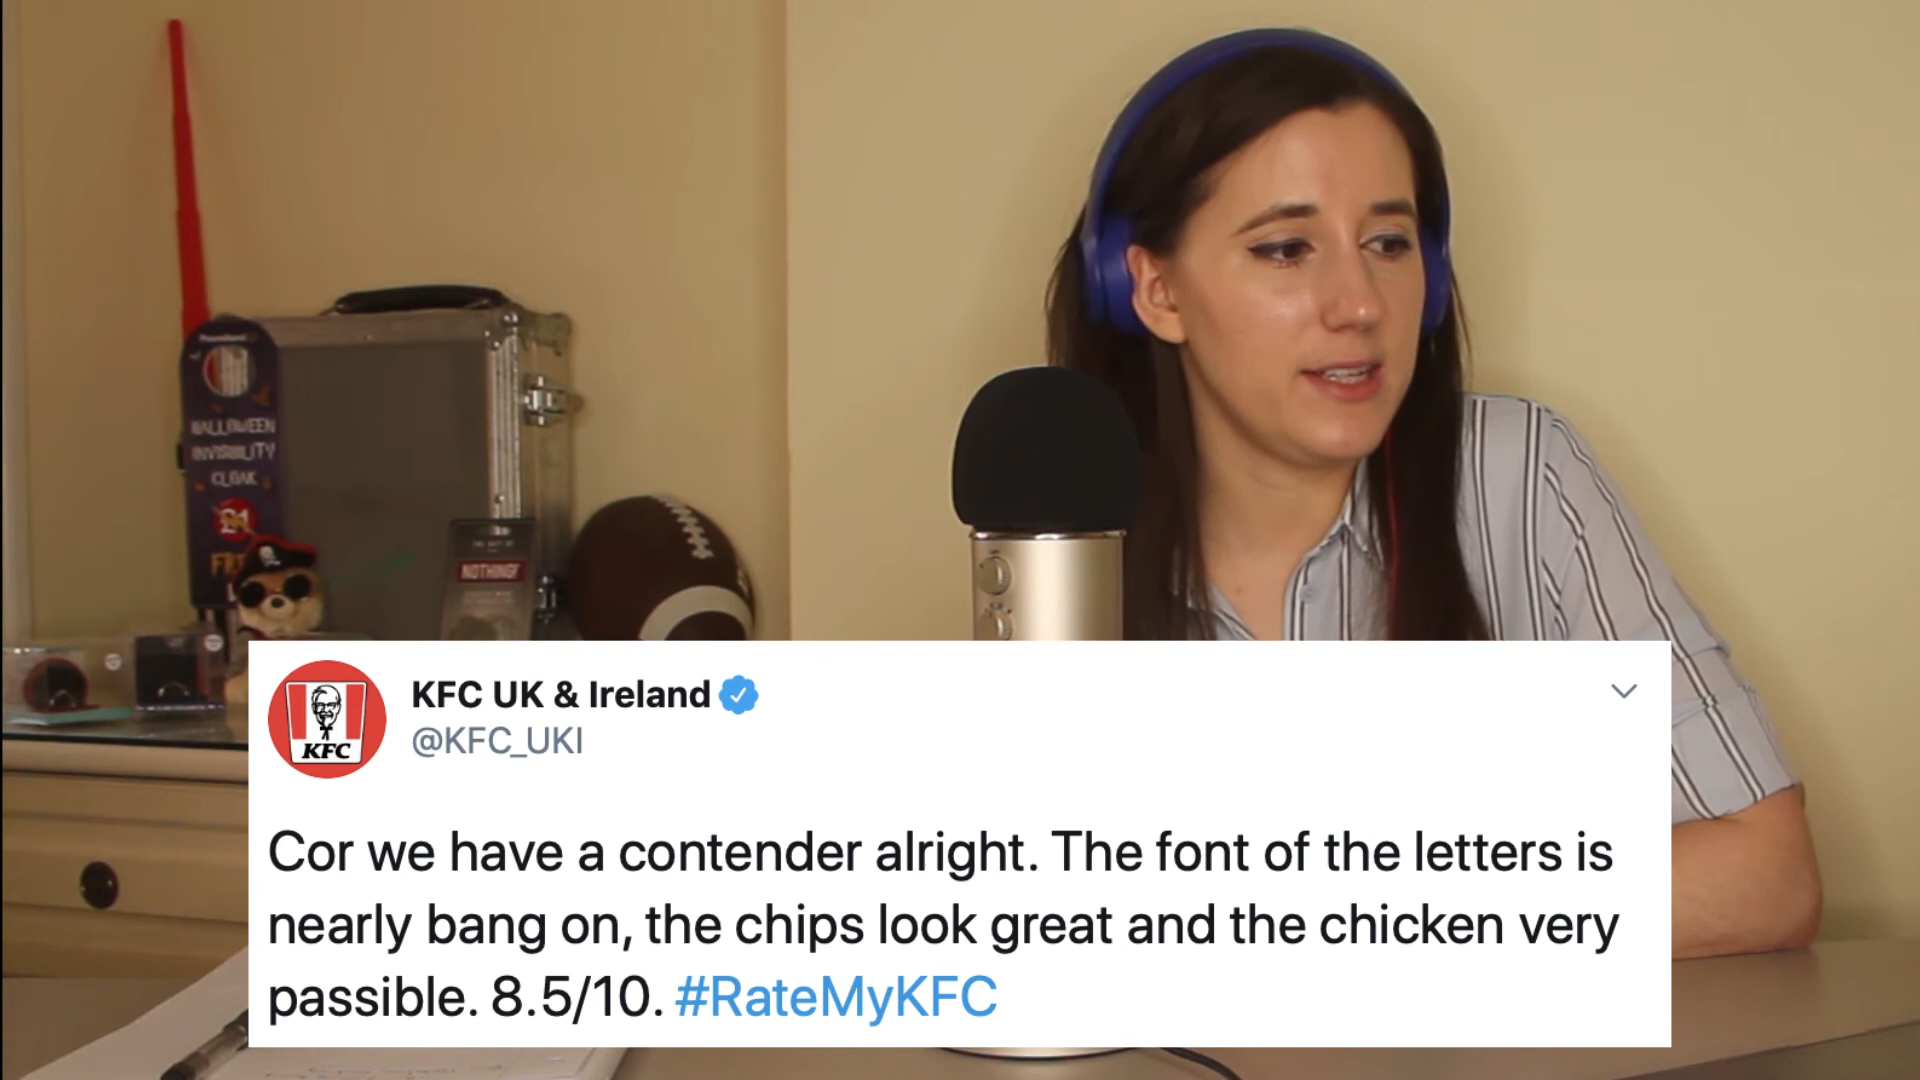 HALLOWEEN
INVISIBILITY
CLOAK
£1
NOTHING!
KFC
KFC UK & Ireland
@KFC_UKI
Cor we have a contender alright. The font of the letters is
nearly bang on, the chips look great and the chicken very
passible. 8.5/10. #RateMyKFC